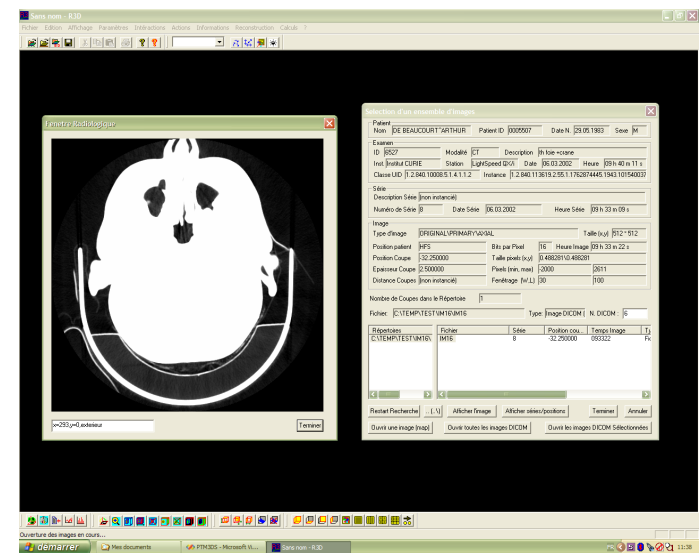 Sans nom - R3D
Fichier Edition Affichage Paramètres Intéractions Actions Informations Reconstruction Calculs ?
Fenetre Radiologique
x=293,y=0,exterieur
Terminer
Sélection d'un ensemble d'images
Patient
Nom DE BEAUCOURT^ARTHUR Patient ID 0005507 Date N. 29.05.1983 Sexe M
Examen
ID 6527 Modalité CT Description th foie +crane
Inst. Institut CURIE Station LightSpeed QX/i Date 06.03.2002 Heure 09 h 40 m 11 s
Classe UID 1.2.840.10008.5.1.4.1.1.2 Instance 1.2.840.113619.2.55.1.1762874445.1943.101540037
Série
Description Série (non instancié)
Numéro de Série 8 Date Série 06.03.2002 Heure Série 09 h 33 m 09 s
Image
Type d'image ORIGINAL\PRIMARY\AXIAL Taille (x,y) 512 * 512
Position patient HFS Bits par Pixel 16 Heure Image 09 h 33 m 22 s
Position Coupe -32.250000 Taille pixels (x,y) 0.488281\0.488281
Epaisseur Coupe 2.500000 Pixels (min, max) -2000 2611
Distance Coupes (non instancié) Fenêtrage (W,L) 30 100
Nombre de Coupes dans le Répertoire 1
Fichier C:\TEMP\TEST\IM16\IM16 Type: Image DICOM ( N. DICOM : 6
Répertoires Fichier Série Position cou... Temps Image Ty
C:\TEMP\TEST\IM16\ IM16 8 -32.250000 093322 Fic
Restart Recherche ...(..\) Afficher l'image Afficher séries/positions Terminer Annuler
Ouvrir une image (map) Ouvrir toutes les images DICOM Ouvrir les images DICOM Sélectionnées
Ouverture des images en cours...
démarrer Mes documents PTM3DS - Microsoft Vi... Sans nom - R3D 11:38